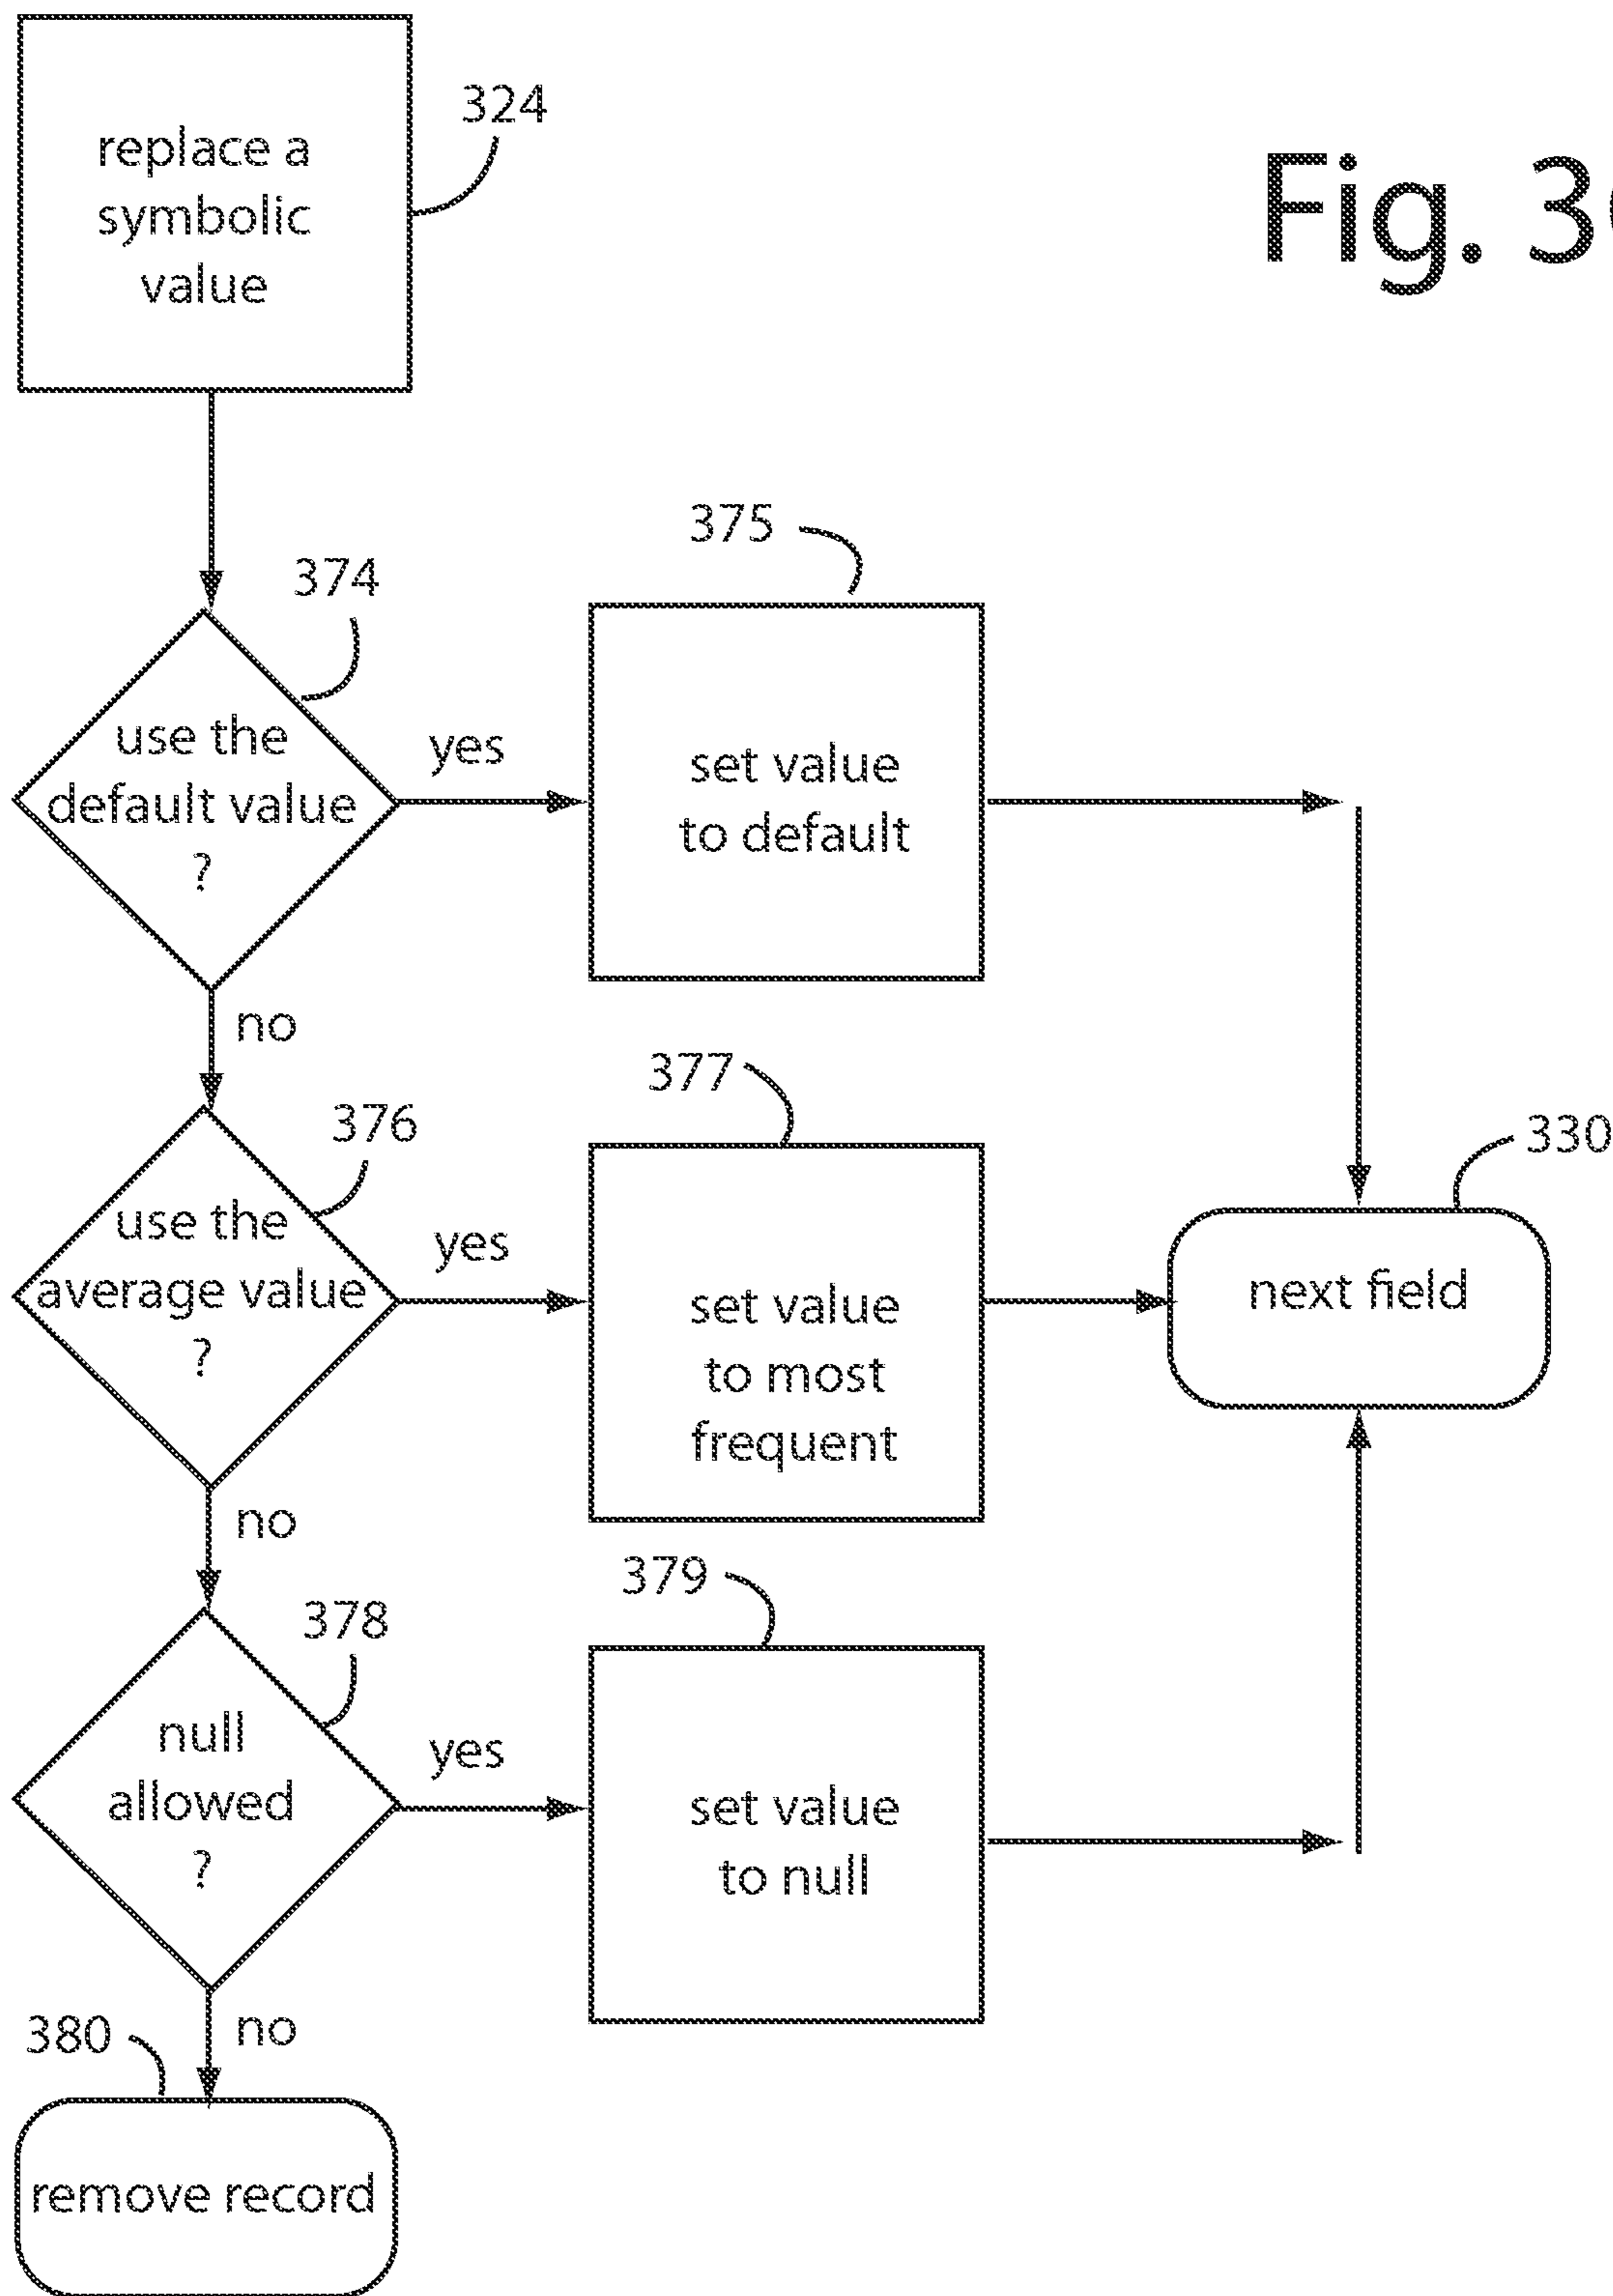 replace a
symbolic
value
324
374
use the
default value
?
yes
375
set value
to default
no
376
use the
average value
?
yes
377
set value
to most
frequent
330
next field
no
378
null
allowed
?
yes
379
set value
to null
no
380
remove record
Fig.